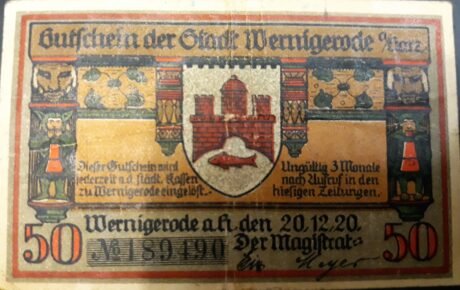 Gutschein der Stadt Wernigerode a/Harz
Dieser Gutschein wird
jederzeit a.d. städt. Kassen
zu Wernigerode eingelöst.
Ungültig 3 Monate
nach Aufruf in den
hiesigen Zeitungen.
Wernigerode a.H. den 20.12.20.
50 № 189490 Der Magistrat 50
Meyer